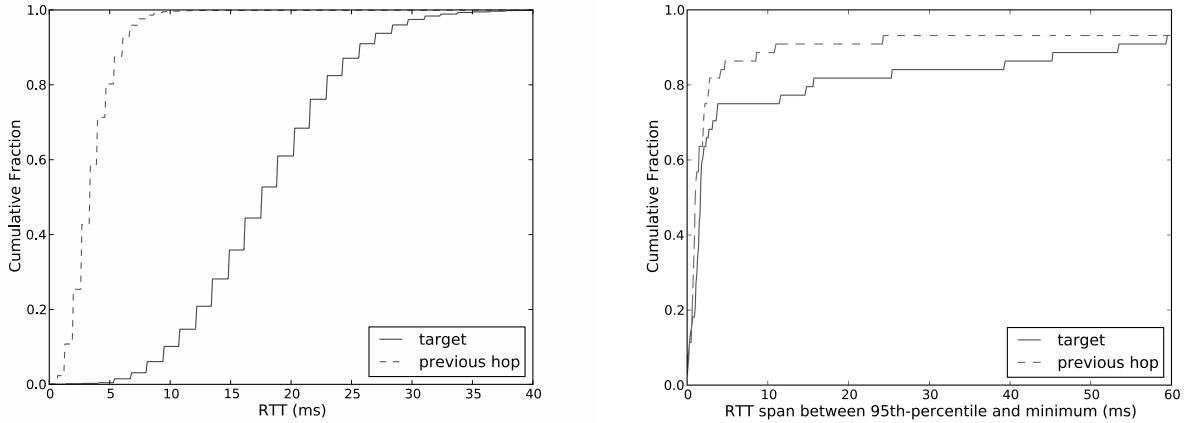 1.0
0.8
0.6
0.4
0.2
0.0
Cumulative Fraction
0 5 10 15 20 25 30 35 40
RTT (ms)
target
previous hop
1.0
0.8
0.6
0.4
0.2
0.0
Cumulative Fraction
0 10 20 30 40 50 60
RTT span between 95th-percentile and minimum (ms)
target
previous hop